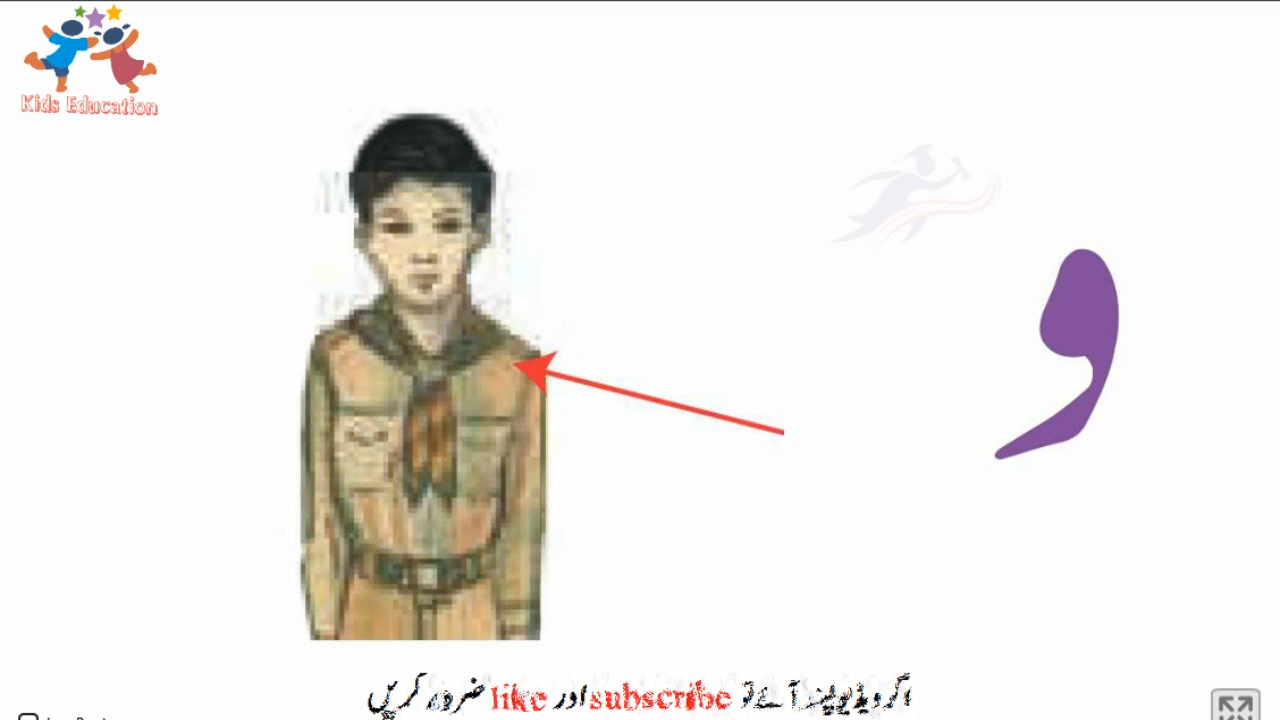 Kids Education
و
اگر ویڈیو پسند آئے تو subscribe اور like ضرور کریں